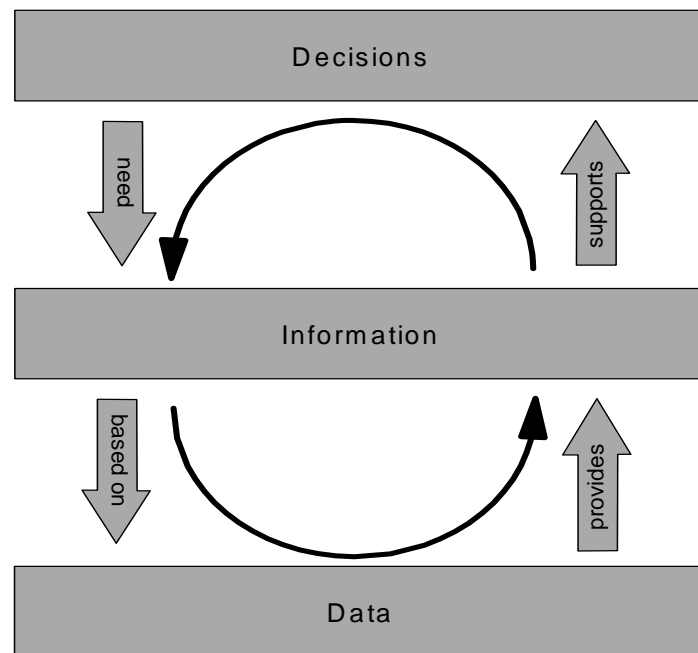 Decisions
need
supports
Information
based on
provides
Data